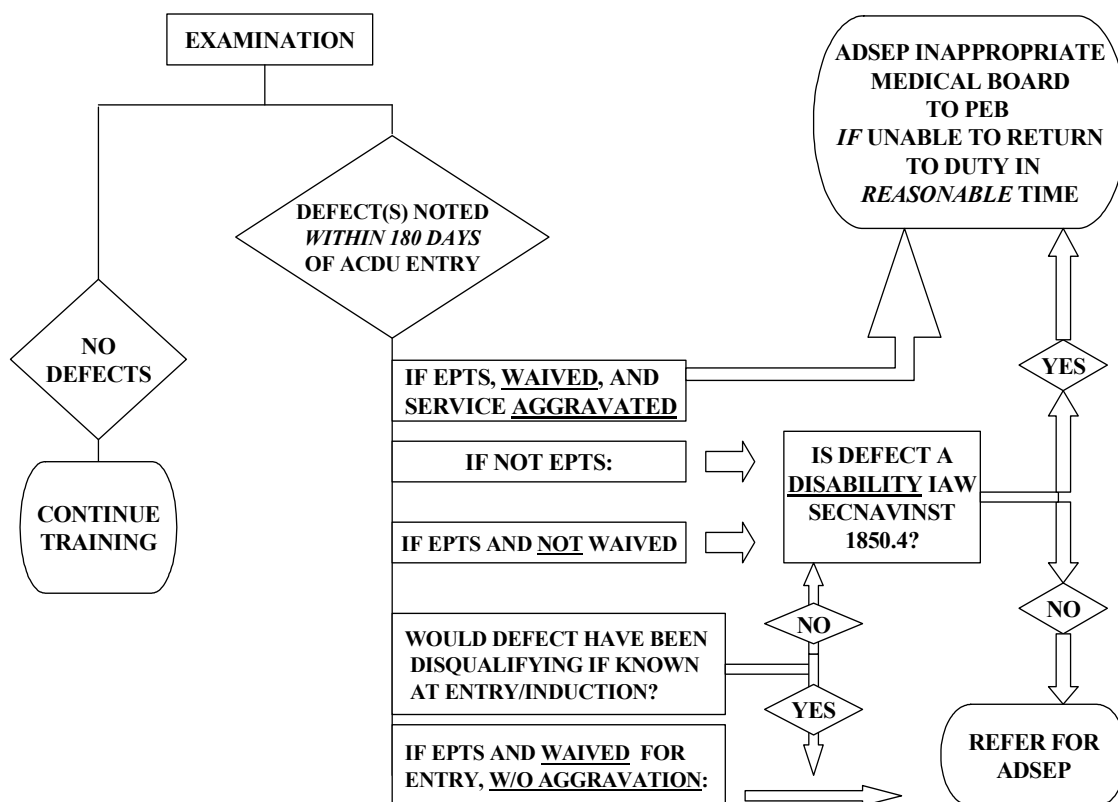 EXAMINATION
ADSEP INAPPROPRIATE
MEDICAL BOARD
TO PEB
IF UNABLE TO RETURN
TO DUTY IN
REASONABLE TIME
DEFECT(S) NOTED
WITHIN 180 DAYS
OF ACDU ENTRY
NO
DEFECTS
CONTINUE
TRAINING
IF EPTS, WAIVED, AND
SERVICE AGGRAVATED
YES
IF NOT EPTS:
IS DEFECT A
DISABILITY IAW
SECNAVINST
1850.4?
IF EPTS AND NOT WAIVED
NO
NO
WOULD DEFECT HAVE BEEN
DISQUALIFYING IF KNOWN
AT ENTRY/INDUCTION?
YES
IF EPTS AND WAIVED FOR
ENTRY, W/O AGGRAVATION:
REFER FOR
ADSEP